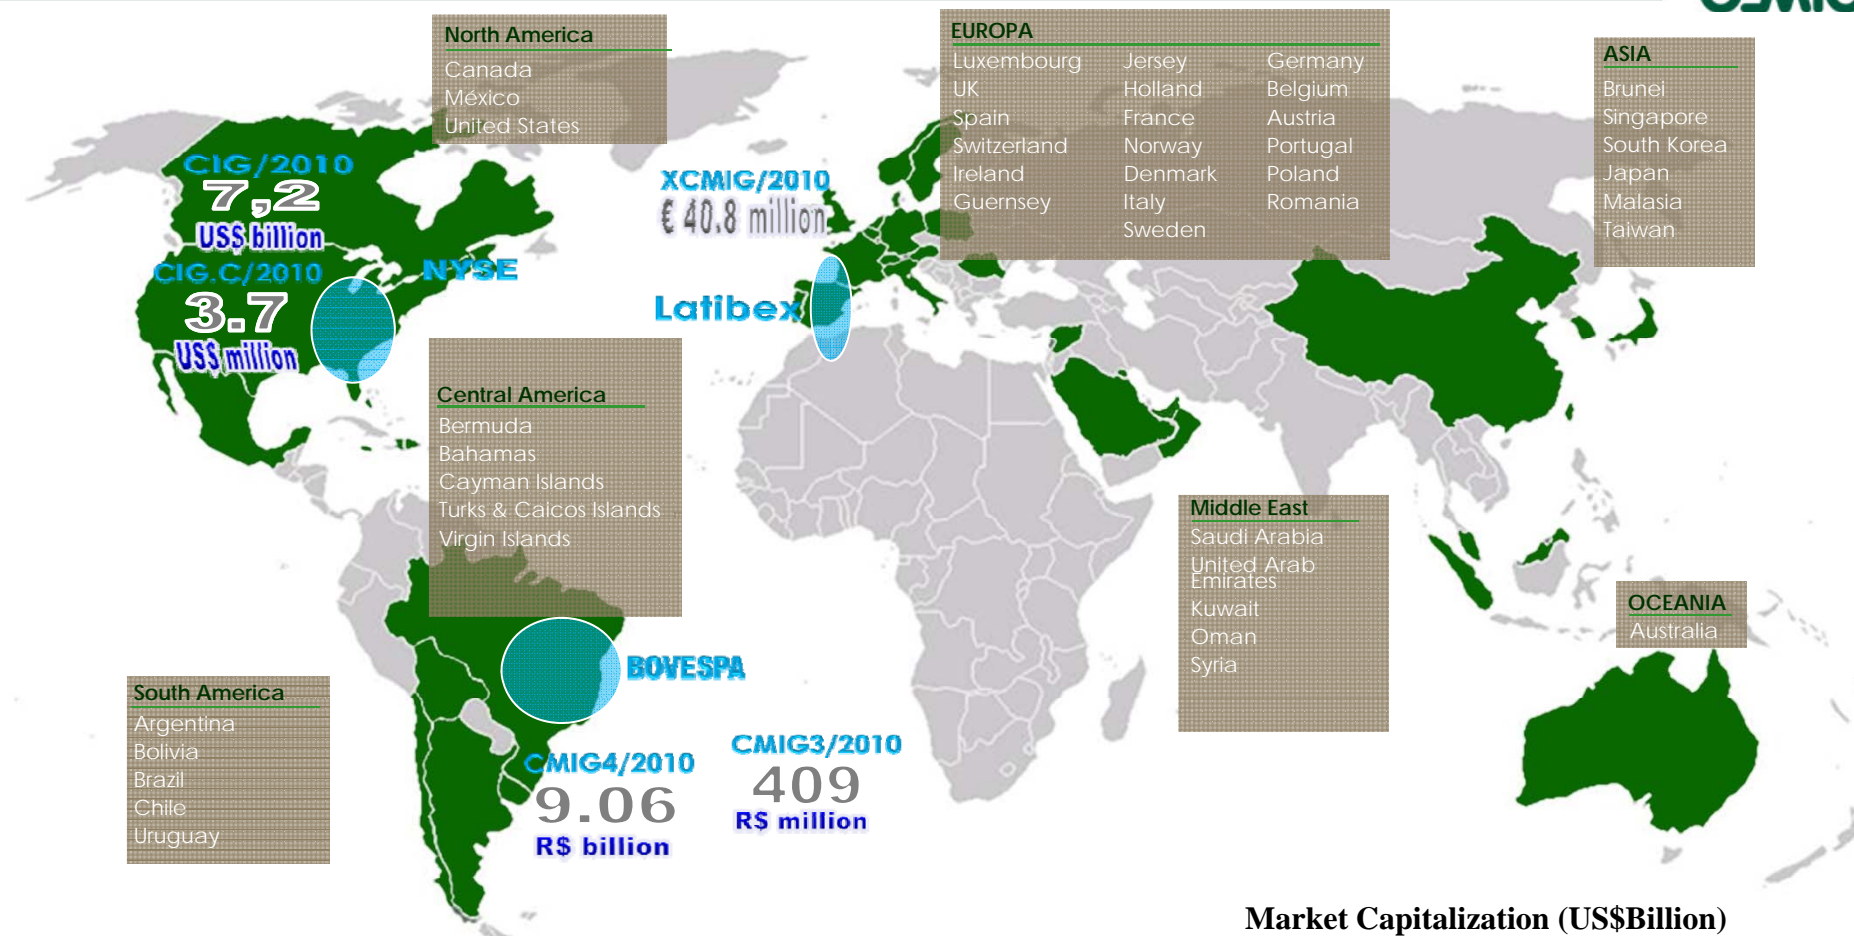 North America
Canada
México
United States
EUROPA
Luxembourg
UK
Spain
Switzerland
Ireland
Guernsey
Jersey
Holland
France
Norway
Denmark
Italy
Sweden
Germany
Belgium
Austria
Portugal
Poland
Romania
ASIA
Brunei
Singapore
South Korea
Japan
Malasia
Taiwan
CIG/2010
7,2
US$ billion
CIG.C/2010
3.7
US$ million
NYSE
XCMIG/2010
€ 40.8 million
Latibex
Central America
Bermuda
Bahamas
Cayman Islands
Turks & Caicos Islands
Virgin Islands
Middle East
Saudi Arabia
United Arab
Emirates
Kuwait
Oman
Syria
OCEANIA
Australia
South America
Argentina
Bolivia
Brazil
Chile
Uruguay
BOVESPA
CMIG4/2010
9.06
R$ billion
CMIG3/2010
409
R$ million
Market Capitalization (US$Billion)